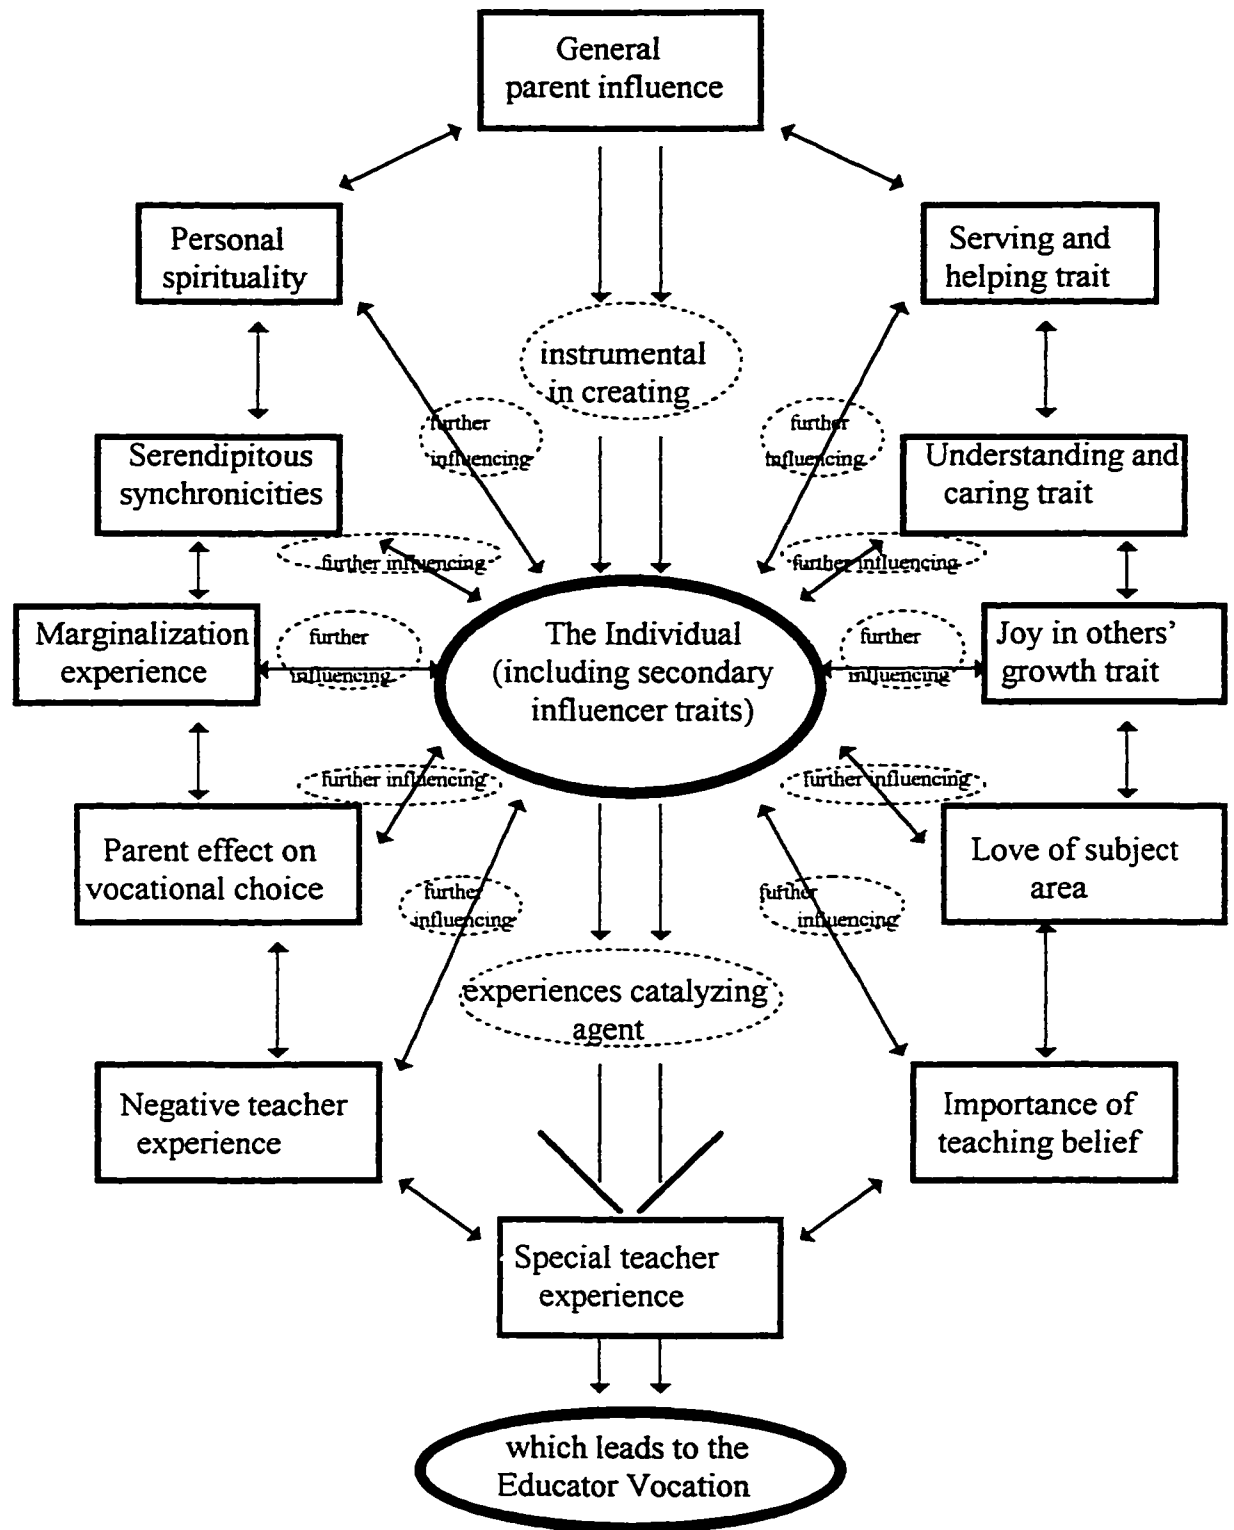 General
parent influence
Personal
spirituality
Serving and
helping trait
instrumental
in creating
further
influencing
further
influencing
Serendipitous
synchronicities
Understanding and
caring trait
further influencing
further influencing
Marginalization
experience
further
influencing
The Individual
(including secondary
influencer traits)
further
influencing
Joy in others'
growth trait
further influencing
further influencing
Parent effect on
vocational choice
Love of subject
area
further
influencing
further
influencing
experiences catalyzing
agent
Negative teacher
experience
Importance of
teaching belief
Special teacher
experience
which leads to the
Educator Vocation